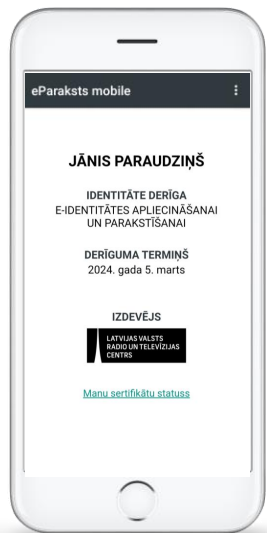 eParaksts mobile
JĀNIS PARAUDZIŅŠ
IDENTITĀTE DERĪGA
E-IDENTITĀTES APLIECINĀŠANAI
UN PARAKSTĪŠANAI
DERĪGUMA TERMIŅŠ
2024. gada 5. marts
IZDEVĒJS
LATVIJAS VALSTS
RADIO UN TELEVĪZIJAS
CENTRS
Manu sertifikātu statuss